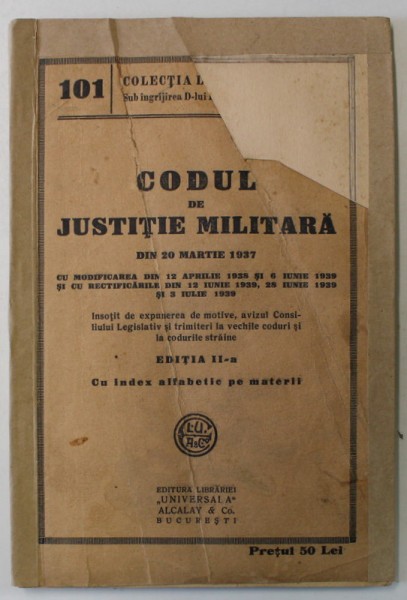 101
COLECȚIA
Sub îngrijirea D-lui
CODUL
DE
JUSTIȚIE MILITARĂ
DIN 20 MARTIE 1937
CU MODIFICAREA DIN 12 APRILIE 1938 ȘI 6 IUNIE 1939
ȘI CU RECTIFICĂRILE DIN 12 IUNIE 1939, 28 IUNIE 1939
ȘI 3 IULIE 1939
Insoțit de expunerea de motive, avizul Consi-
liului Legislativ și trimiteri la vechile coduri și
la codurile străine
EDIȚIA II-a
Cu index alfabetic pe materii
L.U.
A&C.
EDITURA LIBRĂRIEI
„UNIVERSALA"
ALCALAY & Co.
BUCUREȘTI
Prețul 50 Lei